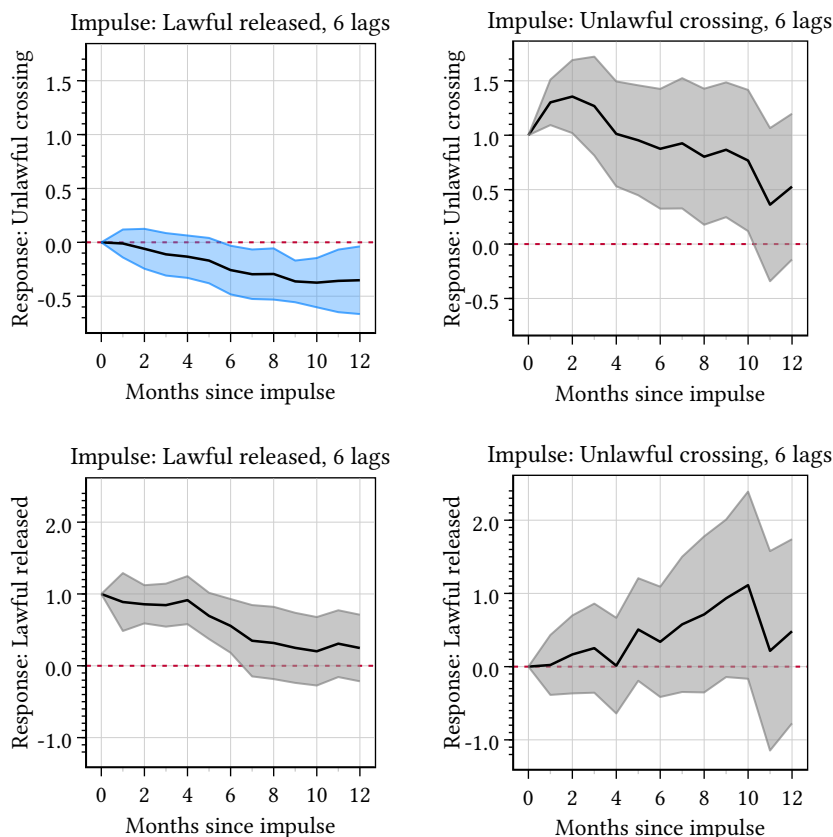 Impulse: Lawful released, 6 lags
Response: Unlawful crossing
1.5
1.0
0.5
0.0
-0.5
0 2 4 6 8 10 12
Months since impulse
Impulse: Unlawful crossing, 6 lags
Response: Unlawful crossing
1.5
1.0
0.5
0.0
-0.5
0 2 4 6 8 10 12
Months since impulse
Impulse: Lawful released, 6 lags
Response: Lawful released
2.0
1.0
0.0
-1.0
0 2 4 6 8 10 12
Months since impulse
Impulse: Unlawful crossing, 6 lags
Response: Lawful released
2.0
1.0
0.0
-1.0
0 2 4 6 8 10 12
Months since impulse